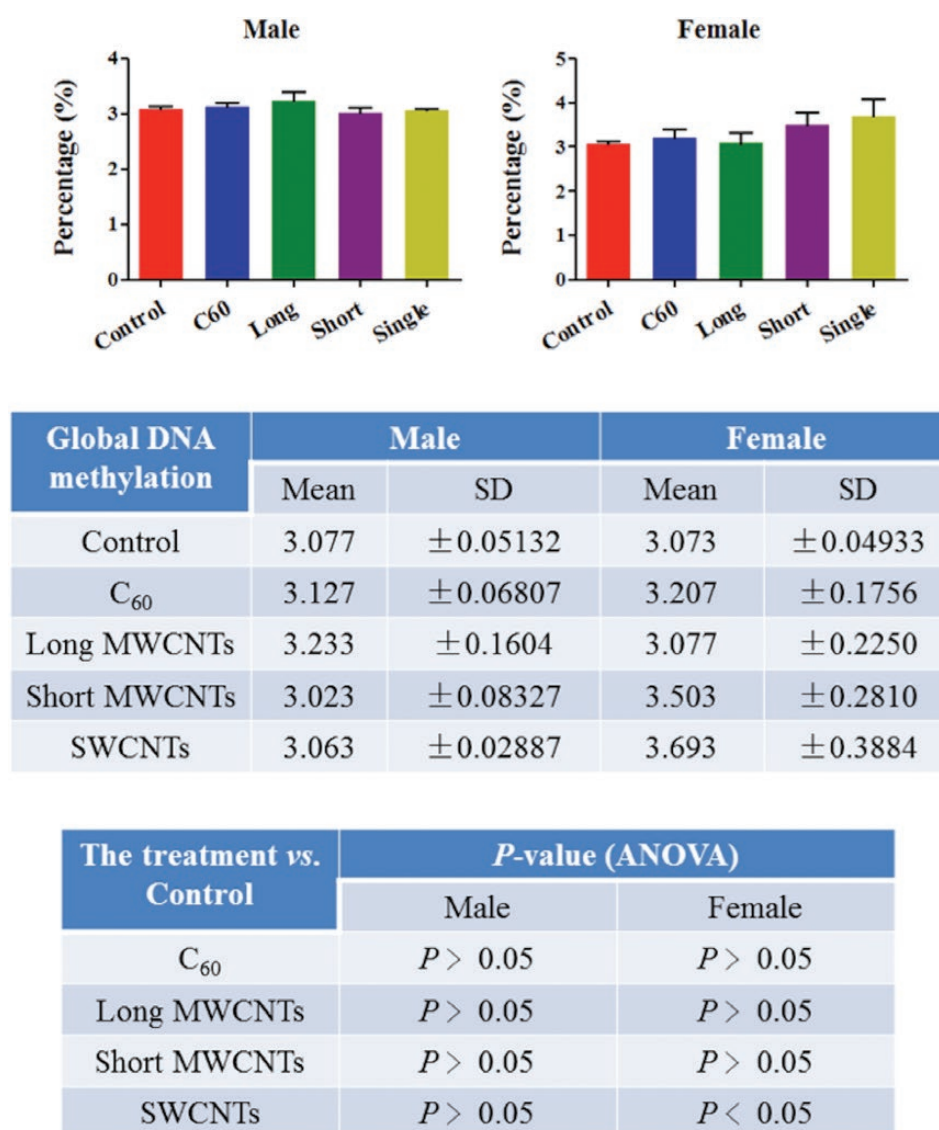 Male
Female
Percentage (%)
4
3
2
1
0
Control
C60
Long
Short
Single
Percentage (%)
5
4
3
2
1
0
Control
C60
Long
Short
Single
Global DNA methylation
Male
Female
Mean
SD
Mean
SD
Control 3.077 ±0.05132 3.073 ±0.04933
C₆₀ 3.127 ±0.06807 3.207 ±0.1756
Long MWCNTs 3.233 ±0.1604 3.077 ±0.2250
Short MWCNTs 3.023 ±0.08327 3.503 ±0.2810
SWCNTs 3.063 ±0.02887 3.693 ±0.3884
The treatment vs. Control
P-value (ANOVA)
Male
Female
C₆₀ P > 0.05 P > 0.05
Long MWCNTs P > 0.05 P > 0.05
Short MWCNTs P > 0.05 P > 0.05
SWCNTs P > 0.05 P < 0.05